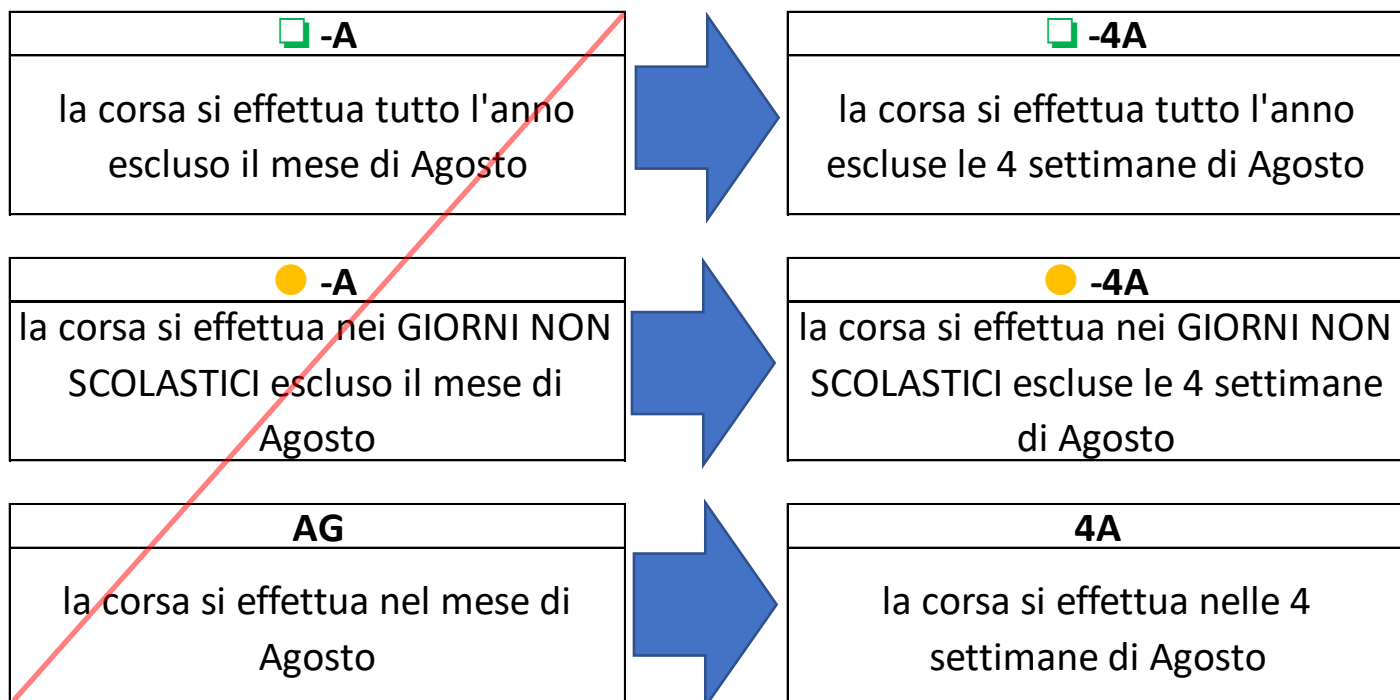 ❏ -A
la corsa si effettua tutto l'anno
escluso il mese di Agosto
❏ -4A
la corsa si effettua tutto l'anno
escluse le 4 settimane di Agosto
● -A
la corsa si effettua nei GIORNI NON
SCOLASTICI escluso il mese di
Agosto
● -4A
la corsa si effettua nei GIORNI NON
SCOLASTICI escluse le 4 settimane
di Agosto
AG
la corsa si effettua nel mese di
Agosto
4A
la corsa si effettua nelle 4
settimane di Agosto